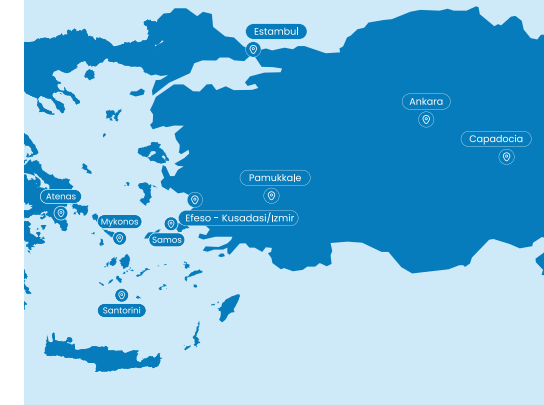 Estambul
Ankara
Capadocia
Pamukkale
Atenas
Efeso - Kusadasi/Izmir
Mykonos
Samos
Santorini